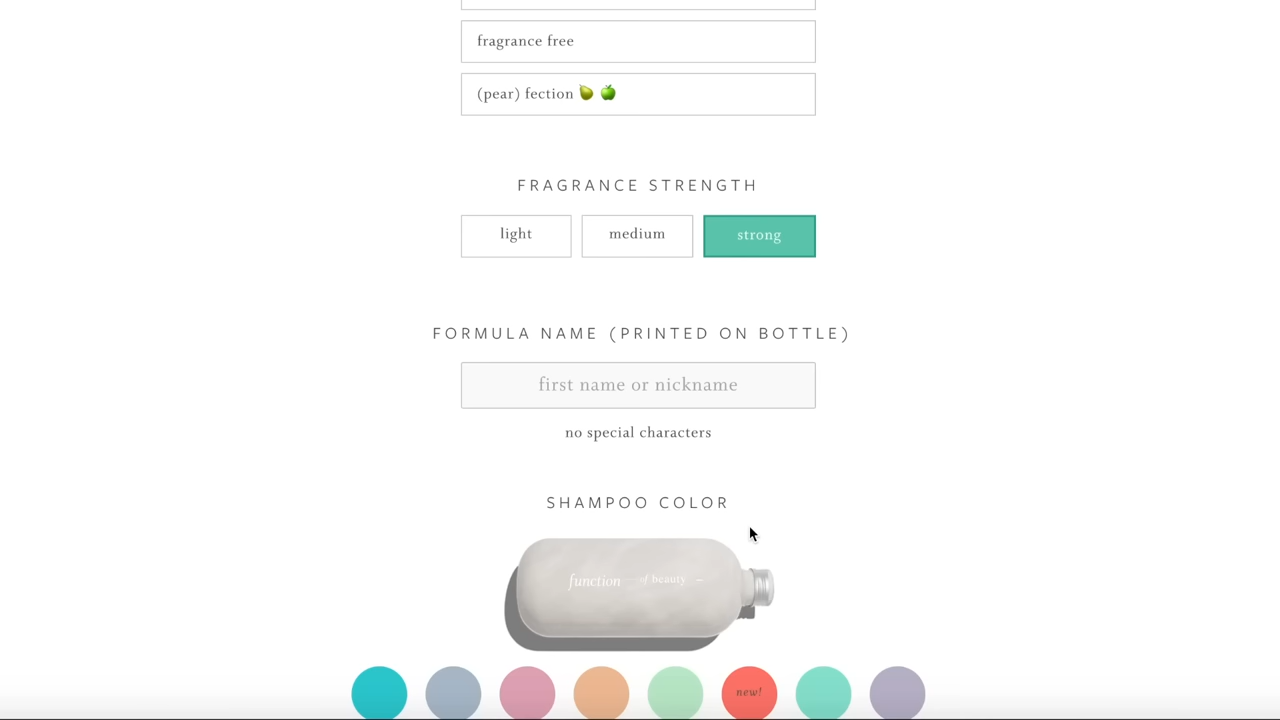 fragrance free
(pear) fection 🍐 🍏
FRAGRANCE STRENGTH
light medium strong
FORMULA NAME (PRINTED ON BOTTLE)
first name or nickname
no special characters
SHAMPOO COLOR
function of beauty –
new!